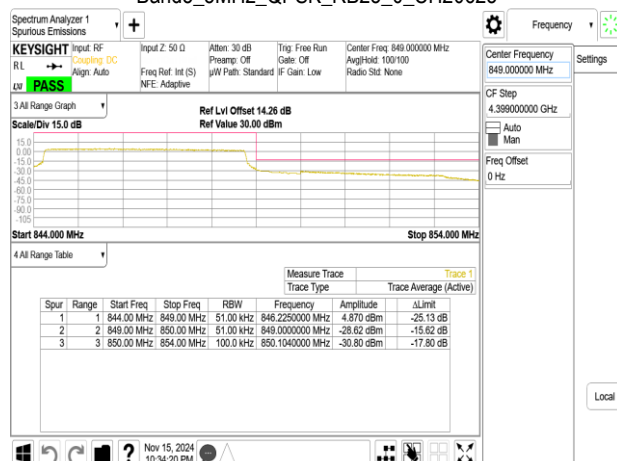 Spectrum Analyzer 1
Spurious Emissions
Frequency
KEYSIGHT
RL
LXI PASS
Input: RF
Coupling: DC
Align: Auto
Input Z: 50 Ω
Freq Ref: Int (S)
NFE: Adaptive
Atten: 30 dB
Preamp: Off
µW Path: Standard
Trig: Free Run
Gate: Off
IF Gain: Low
Center Freq: 849.000000 MHz
Avg|Hold: 100/100
Radio Std: None
Center Frequency
849.000000 MHz
Settings
CF Step
4.399000000 GHz
Auto
Man
Freq Offset
0 Hz
3 All Range Graph
Scale/Div 15.0 dB
Ref Lvl Offset 14.26 dB
Ref Value 30.00 dBm
15.0
0.00
-15.0
-30.0
-45.0
-60.0
-75.0
-90.0
-105
Start 844.000 MHz
Stop 854.000 MHz
4 All Range Table
Measure Trace Trace 1
Trace Type Trace Average (Active)
Spur Range Start Freq Stop Freq RBW Frequency Amplitude ΔLimit
1 1 844.00 MHz 849.00 MHz 51.00 kHz 846.2250000 MHz 4.870 dBm -25.13 dB
2 2 849.00 MHz 850.00 MHz 51.00 kHz 849.0000000 MHz -28.62 dBm -15.62 dB
3 3 850.00 MHz 854.00 MHz 100.0 kHz 850.1040000 MHz -30.80 dBm -17.80 dB
Local
Nov 15, 2024
10:34:20 PM